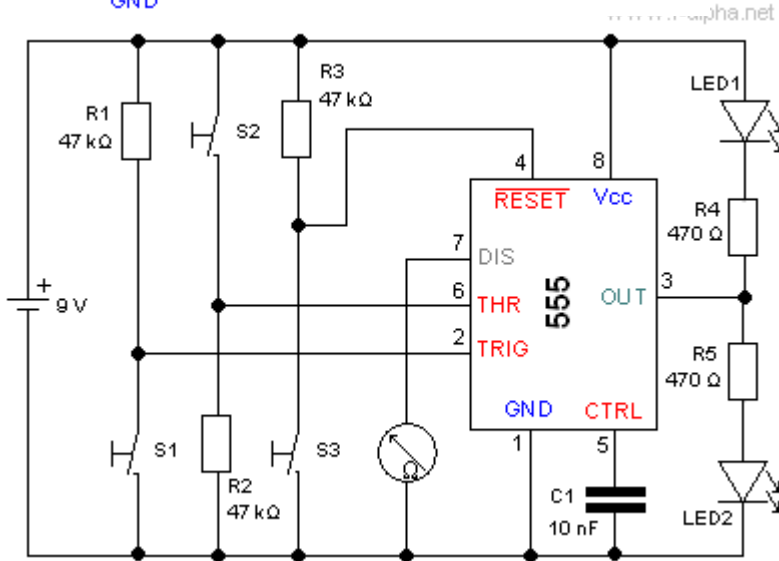 GND
R1
47 kΩ
S2
R3
47 kΩ
LED1
4
8
RESET
Vcc
R4
470 Ω
7
DIS
6
THR
555
OUT
3
2
TRIG
+
9 V
R5
470 Ω
GND
CTRL
1
5
S1
R2
47 kΩ
S3
Ω
C1
10 nF
LED2